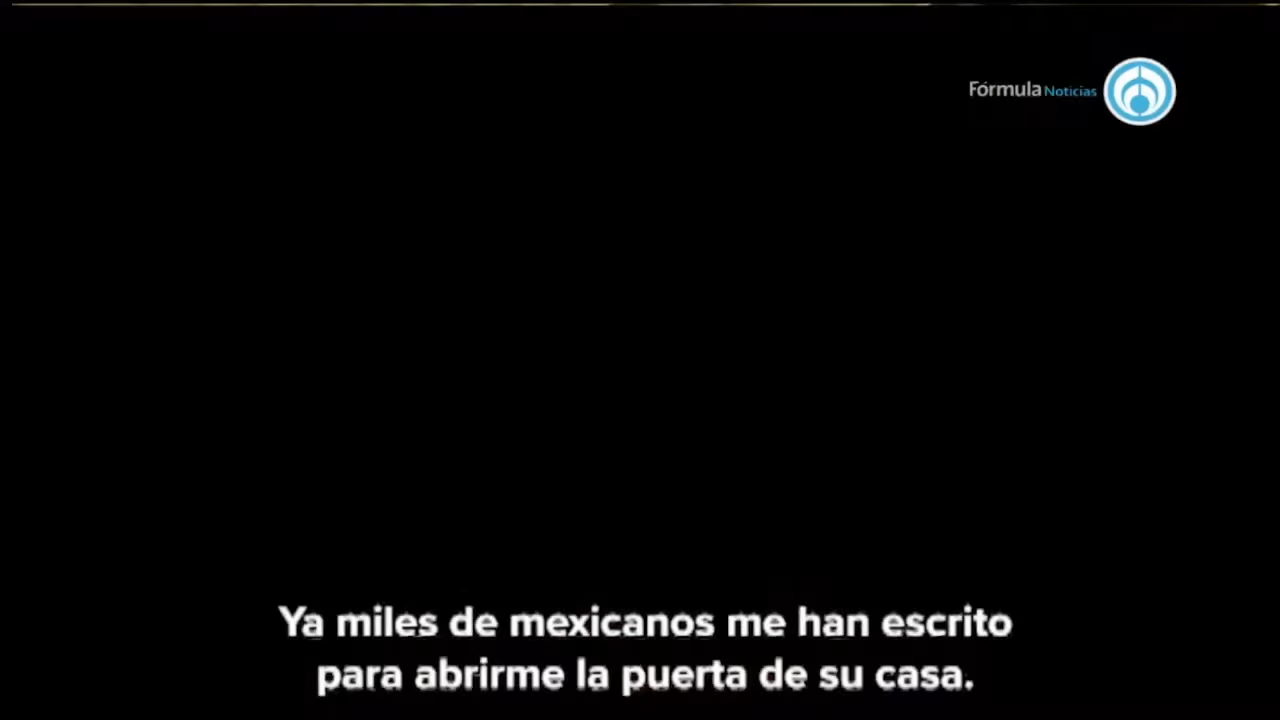 Fórmula Noticias
Ya miles de mexicanos me han escrito
para abrirme la puerta de su casa.